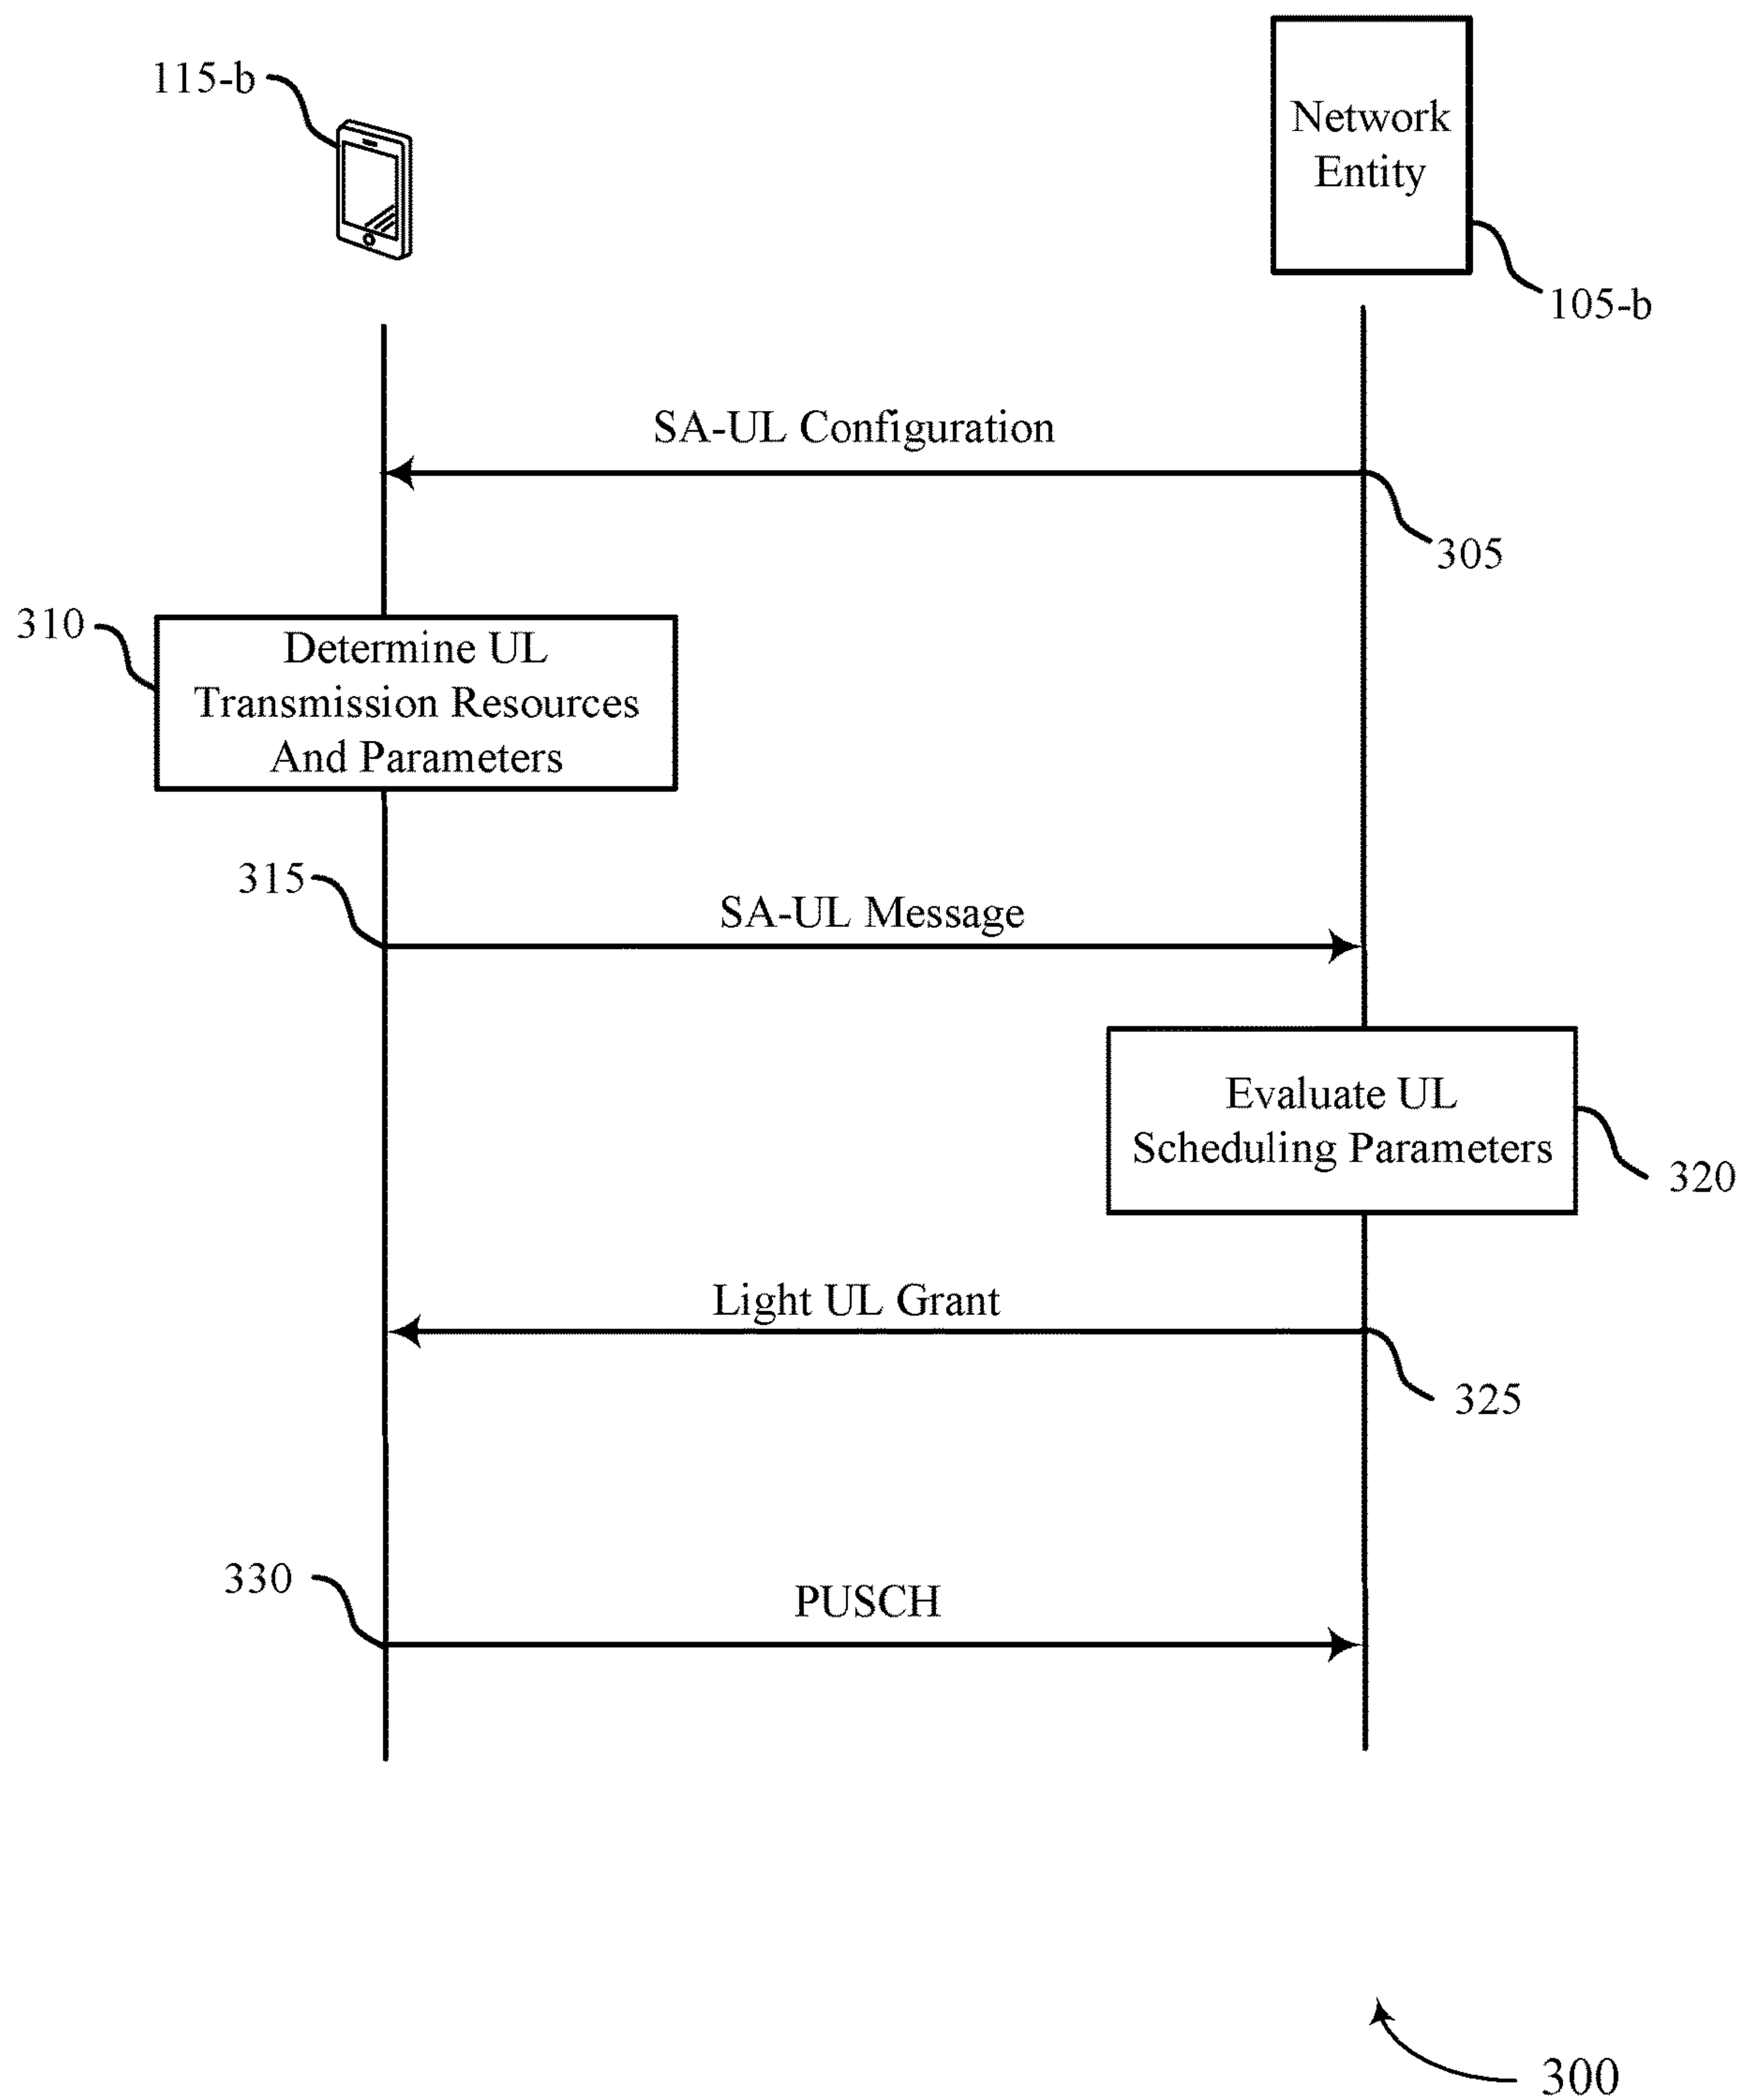 115-b
Network
Entity
105-b
SA-UL Configuration
305
310
Determine UL
Transmission Resources
And Parameters
315
SA-UL Message
Evaluate UL
Scheduling Parameters
320
Light UL Grant
325
330
PUSCH
300